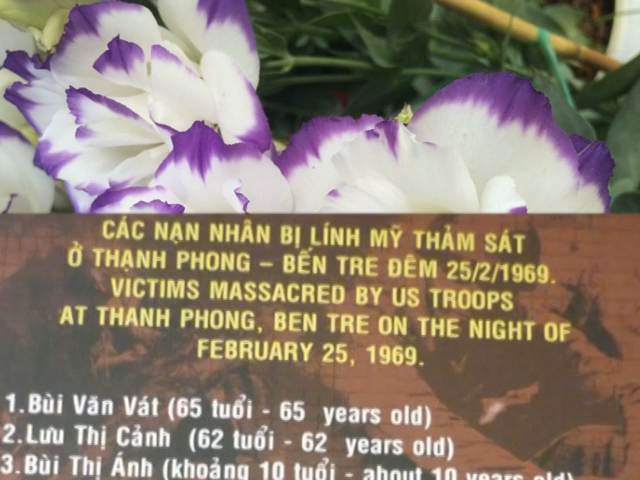 CÁC NẠN NHÂN BỊ LÍNH MỸ THẢM SÁT
Ở THẠNH PHONG – BẾN TRE ĐÊM 25/2/1969.
VICTIMS MASSACRED BY US TROOPS
AT THANH PHONG, BEN TRE ON THE NIGHT OF
FEBRUARY 25, 1969.
1.Bùi Văn Vát (65 tuổi - 65 years old)
2.Lưu Thị Cảnh (62 tuổi - 62 years old)
3.Bùi Thị Ánh (khoảng 10 tuổi - about 10 years old)